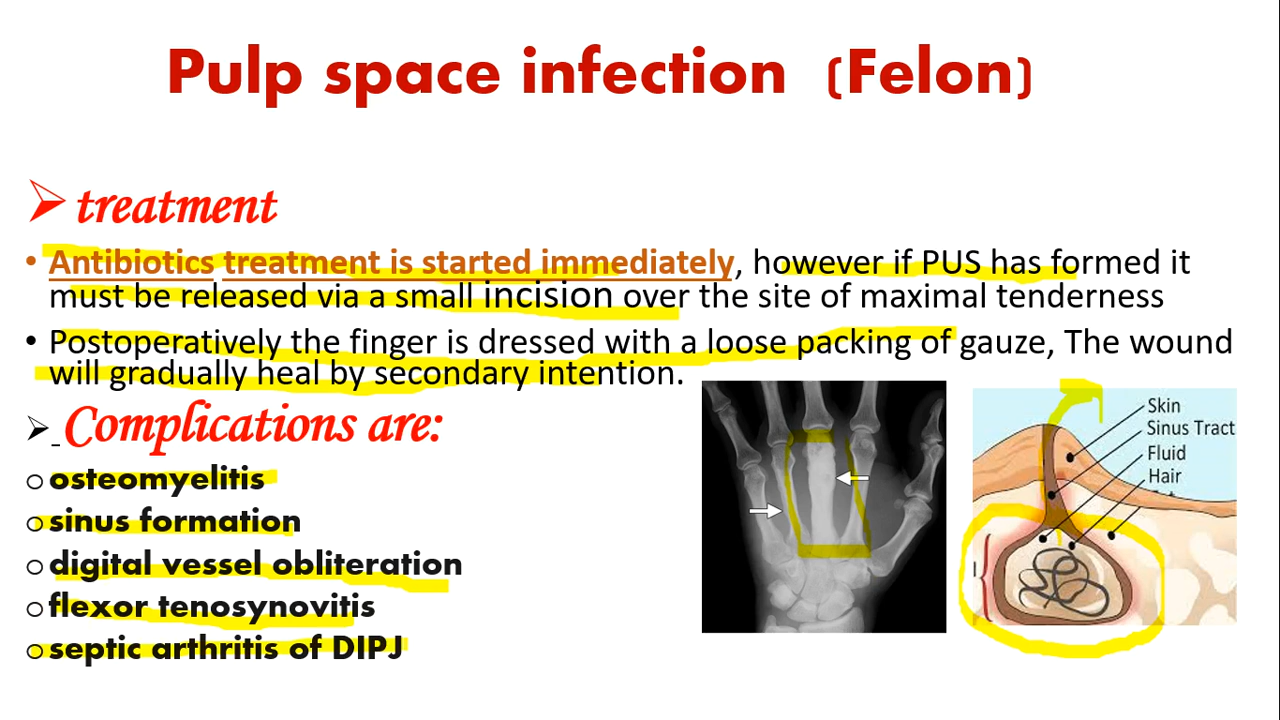 Pulp space infection (Felon)
treatment
• Antibiotics treatment is started immediately, however if PUS has formed it
must be released via a small incision over the site of maximal tenderness
• Postoperatively the finger is dressed with a loose packing of gauze, The wound
will gradually heal by secondary intention.
Complications are:
o osteomyelitis
o sinus formation
o digital vessel obliteration
o flexor tenosynovitis
o septic arthritis of DIPJ
Skin
Sinus Tract
Fluid
Hair